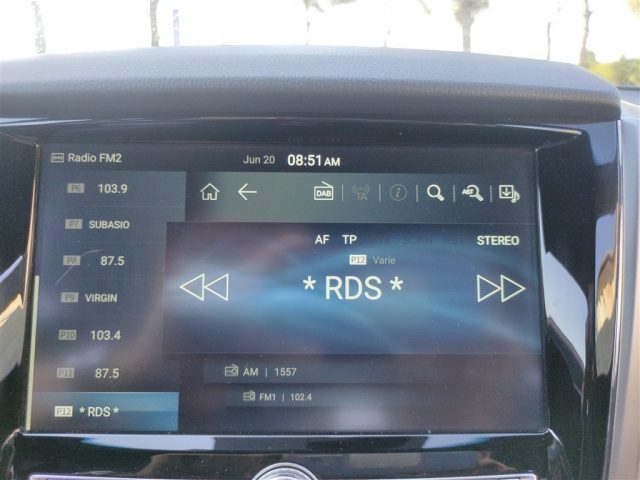 Radio FM2
Jun 20 08:51 AM
P6 103.9
P7 SUBASIO
P8 87.5
P9 VIRGIN
P10 103.4
P11 87.5
P12 * RDS *
DAB TA i AST
AF TP SCAN STEREO
P12 Varie
* RDS *
AM | 1557
FM1 | 102.4